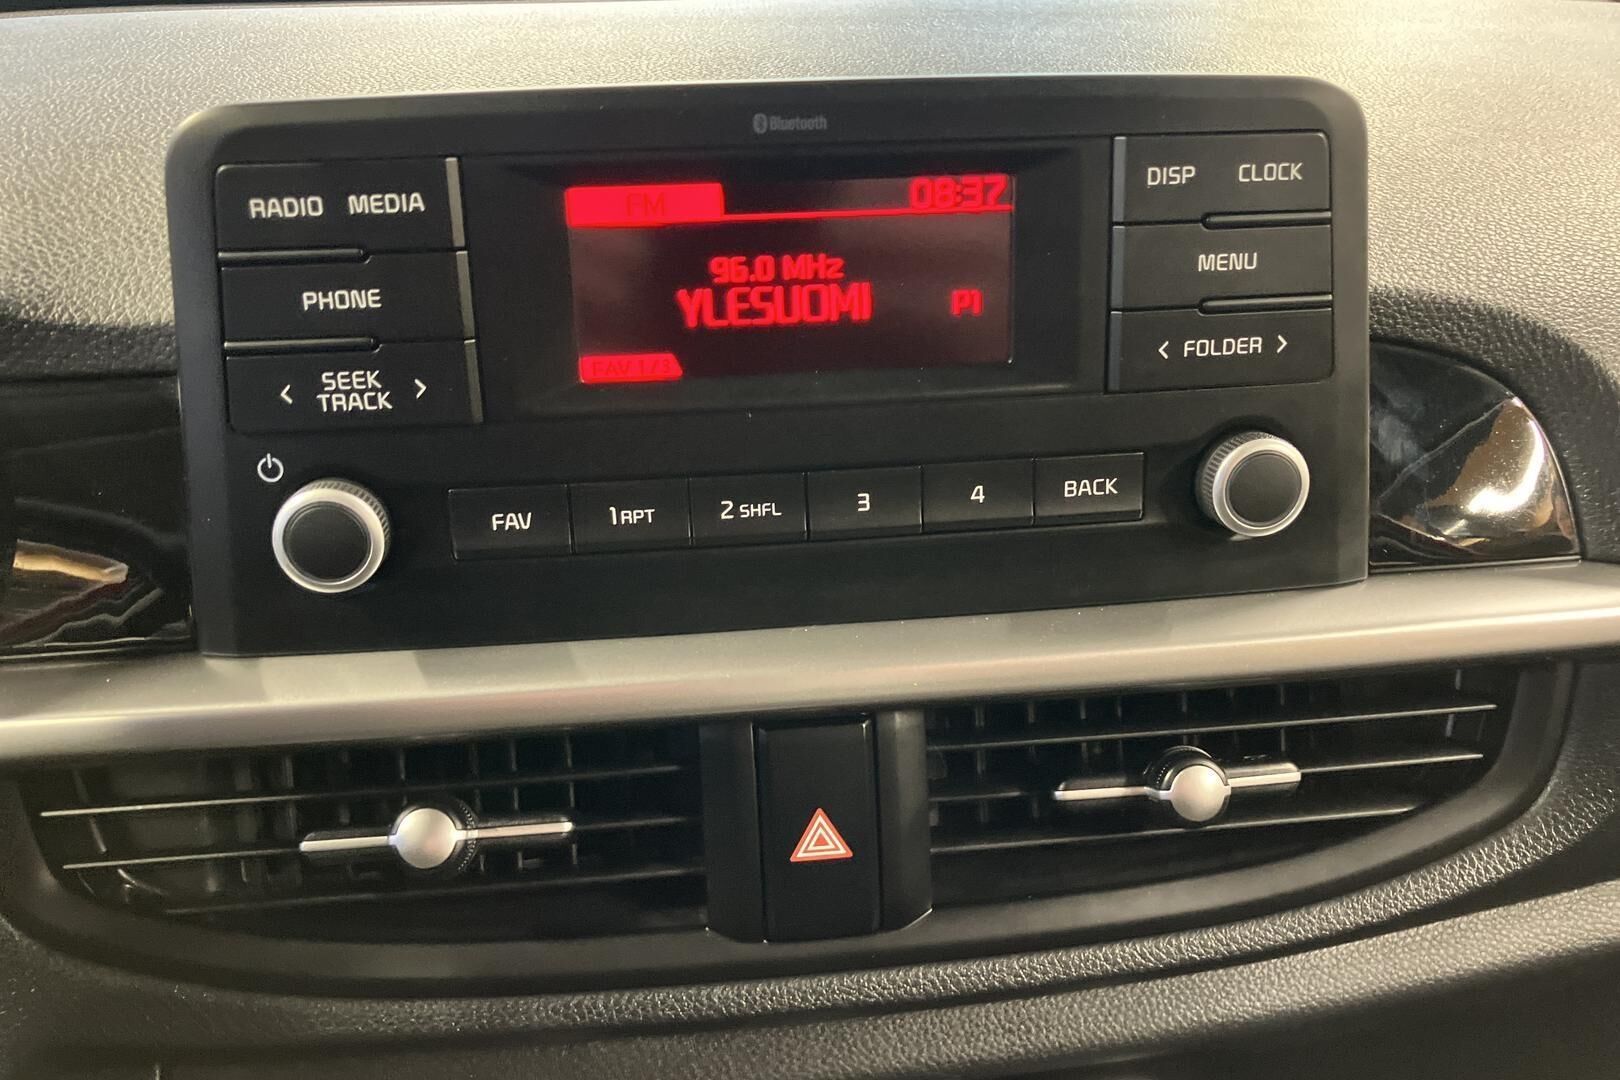 Bluetooth
RADIO MEDIA
PHONE
< SEEK TRACK >
FM 08:37
96.0 MHz
YLESUOMI P1
FAV 1/3
DISP CLOCK
MENU
< FOLDER >
FAV 1 RPT 2 SHFL 3 4 BACK